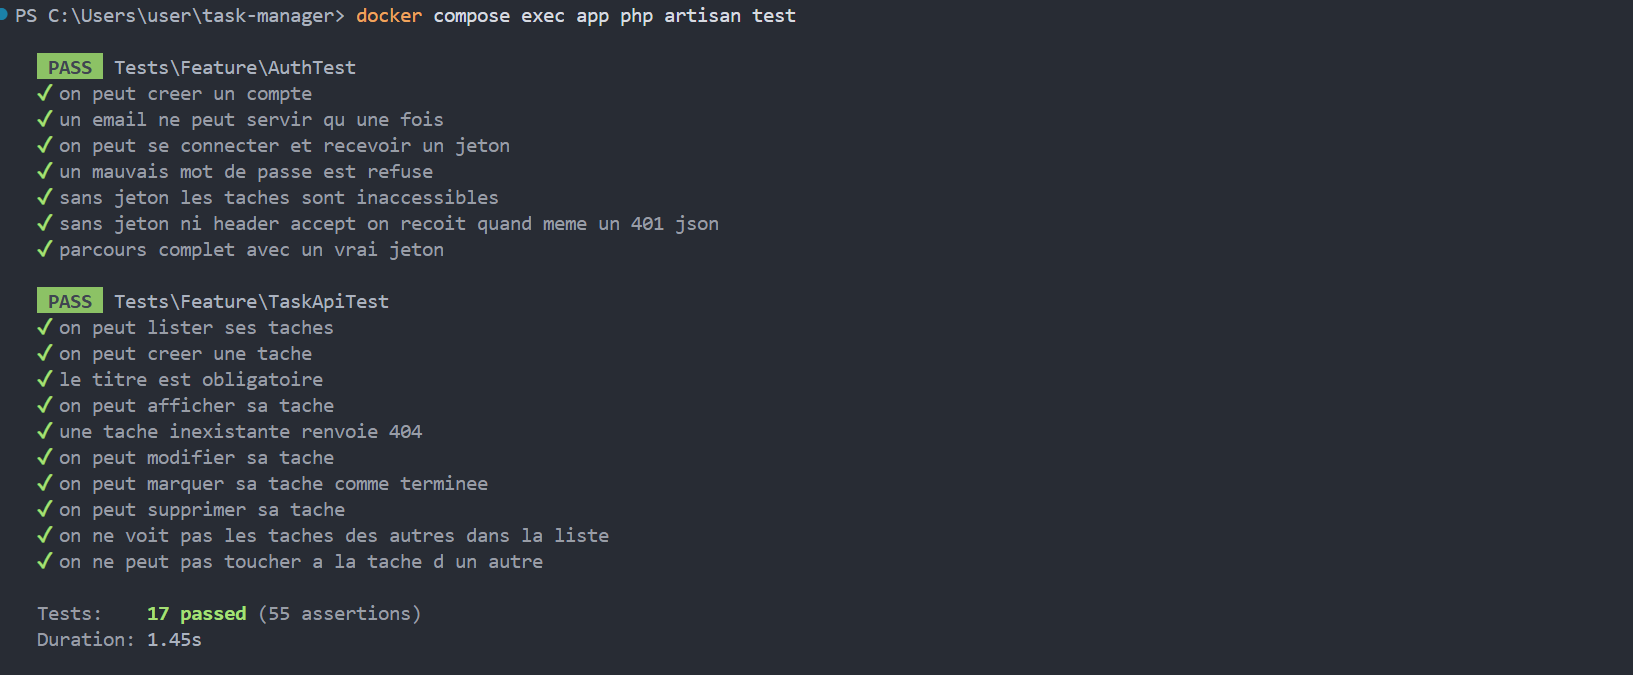 PS C:\Users\user\task-manager> docker compose exec app php artisan test
PASS Tests\Feature\AuthTest
✓ on peut creer un compte
✓ un email ne peut servir qu une fois
✓ on peut se connecter et recevoir un jeton
✓ un mauvais mot de passe est refuse
✓ sans jeton les taches sont inaccessibles
✓ sans jeton ni header accept on recoit quand meme un 401 json
✓ parcours complet avec un vrai jeton
PASS Tests\Feature\TaskApiTest
✓ on peut lister ses taches
✓ on peut creer une tache
✓ le titre est obligatoire
✓ on peut afficher sa tache
✓ une tache inexistante renvoie 404
✓ on peut modifier sa tache
✓ on peut marquer sa tache comme terminee
✓ on peut supprimer sa tache
✓ on ne voit pas les taches des autres dans la liste
✓ on ne peut pas toucher a la tache d un autre
Tests: 17 passed (55 assertions)
Duration: 1.45s